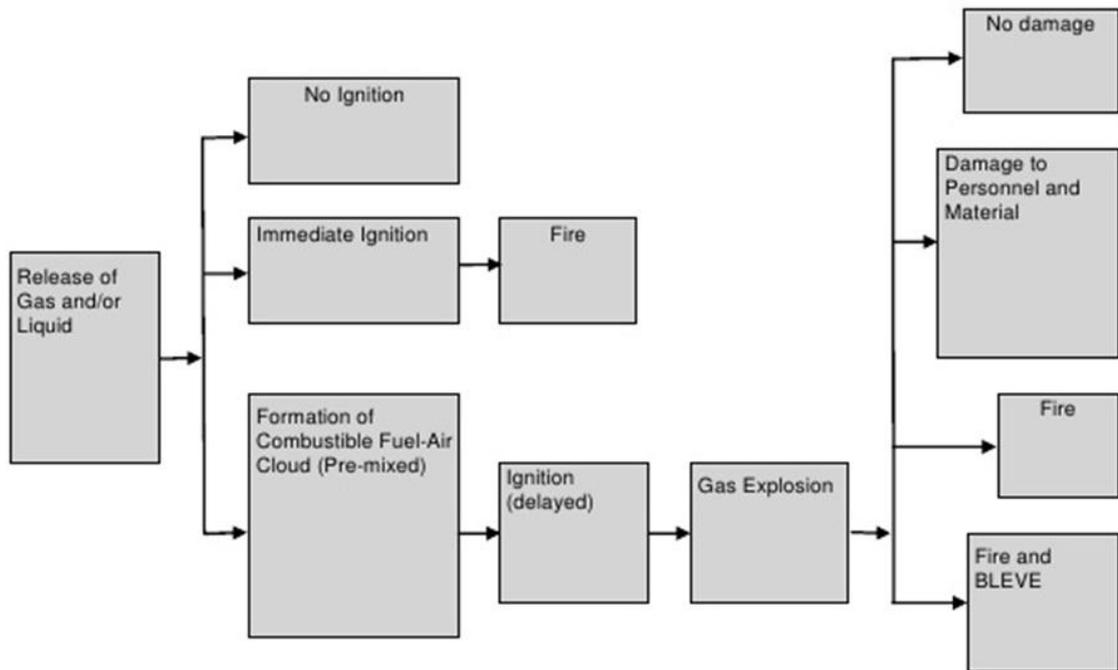 No damage
No Ignition
Damage to
Personnel and
Material
Immediate Ignition
Fire
Release of
Gas and/or
Liquid
Formation of
Combustible Fuel-Air
Cloud (Pre-mixed)
Ignition
(delayed)
Gas Explosion
Fire
Fire and
BLEVE